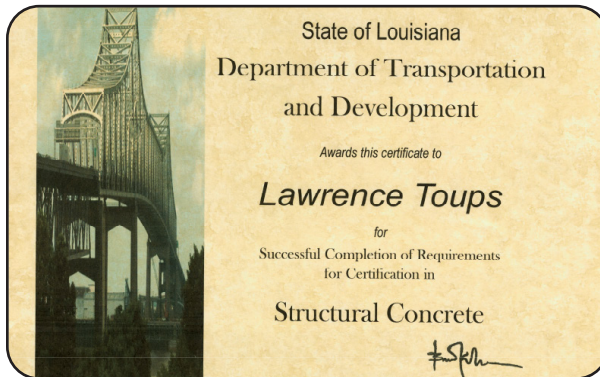 State of Louisiana
Department of Transportation
and Development
Awards this certificate to
Lawrence Toups
for
Successful Completion of Requirements
for Certification in
Structural Concrete